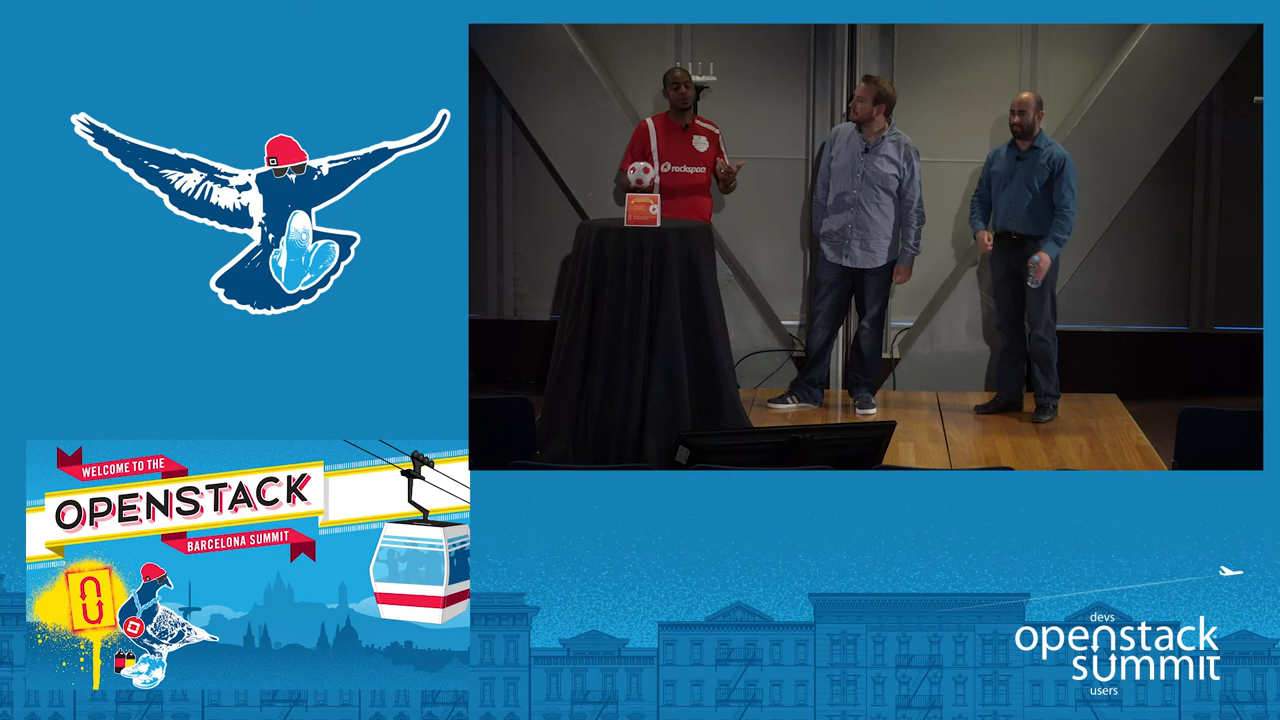 rackspace
WELCOME TO THE
OPENSTACK
BARCELONA SUMMIT
devs
openstack
summit
users